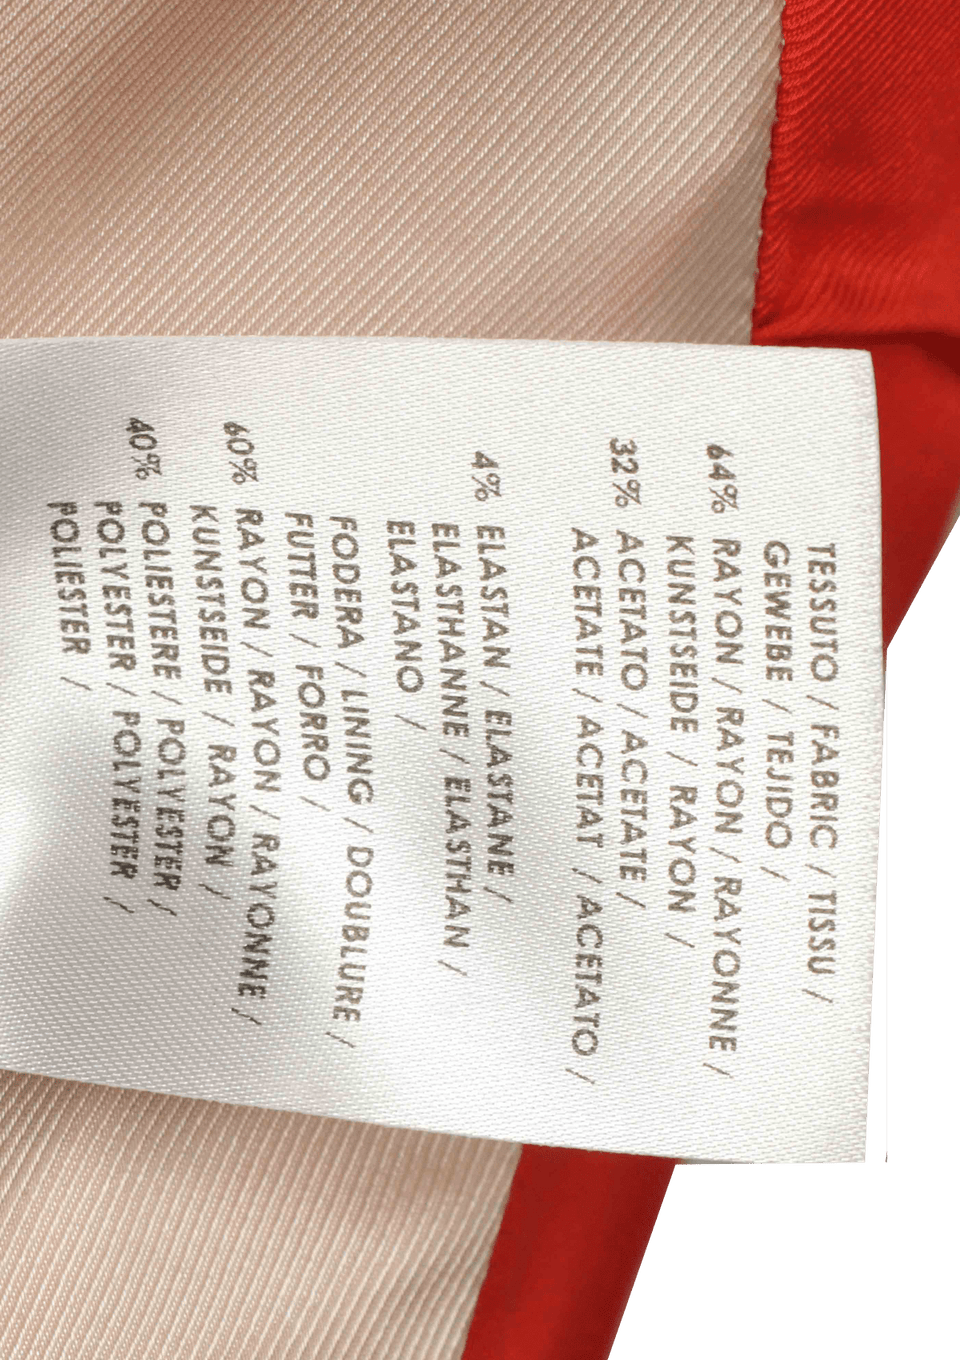 TESSUTO / FABRIC / TISSU /
GEWEBE / TEJIDO /
64% RAYON / RAYON / RAYONNE /
KUNSTSEIDE / RAYON /
32% ACETATO / ACETATE /
ACETATE / ACETAT / ACETATO /
4% ELASTAN / ELASTANE /
ELASTHANNE / ELASTHAN /
ELASTANO /
FODERA / LINING / DOUBLURE /
FUTTER / FORRO /
60% RAYON / RAYON / RAYONNE /
KUNSTSEIDE / RAYON /
40% POLIESTERE / POLYESTER /
POLYESTER / POLYESTER /
POLIESTER /